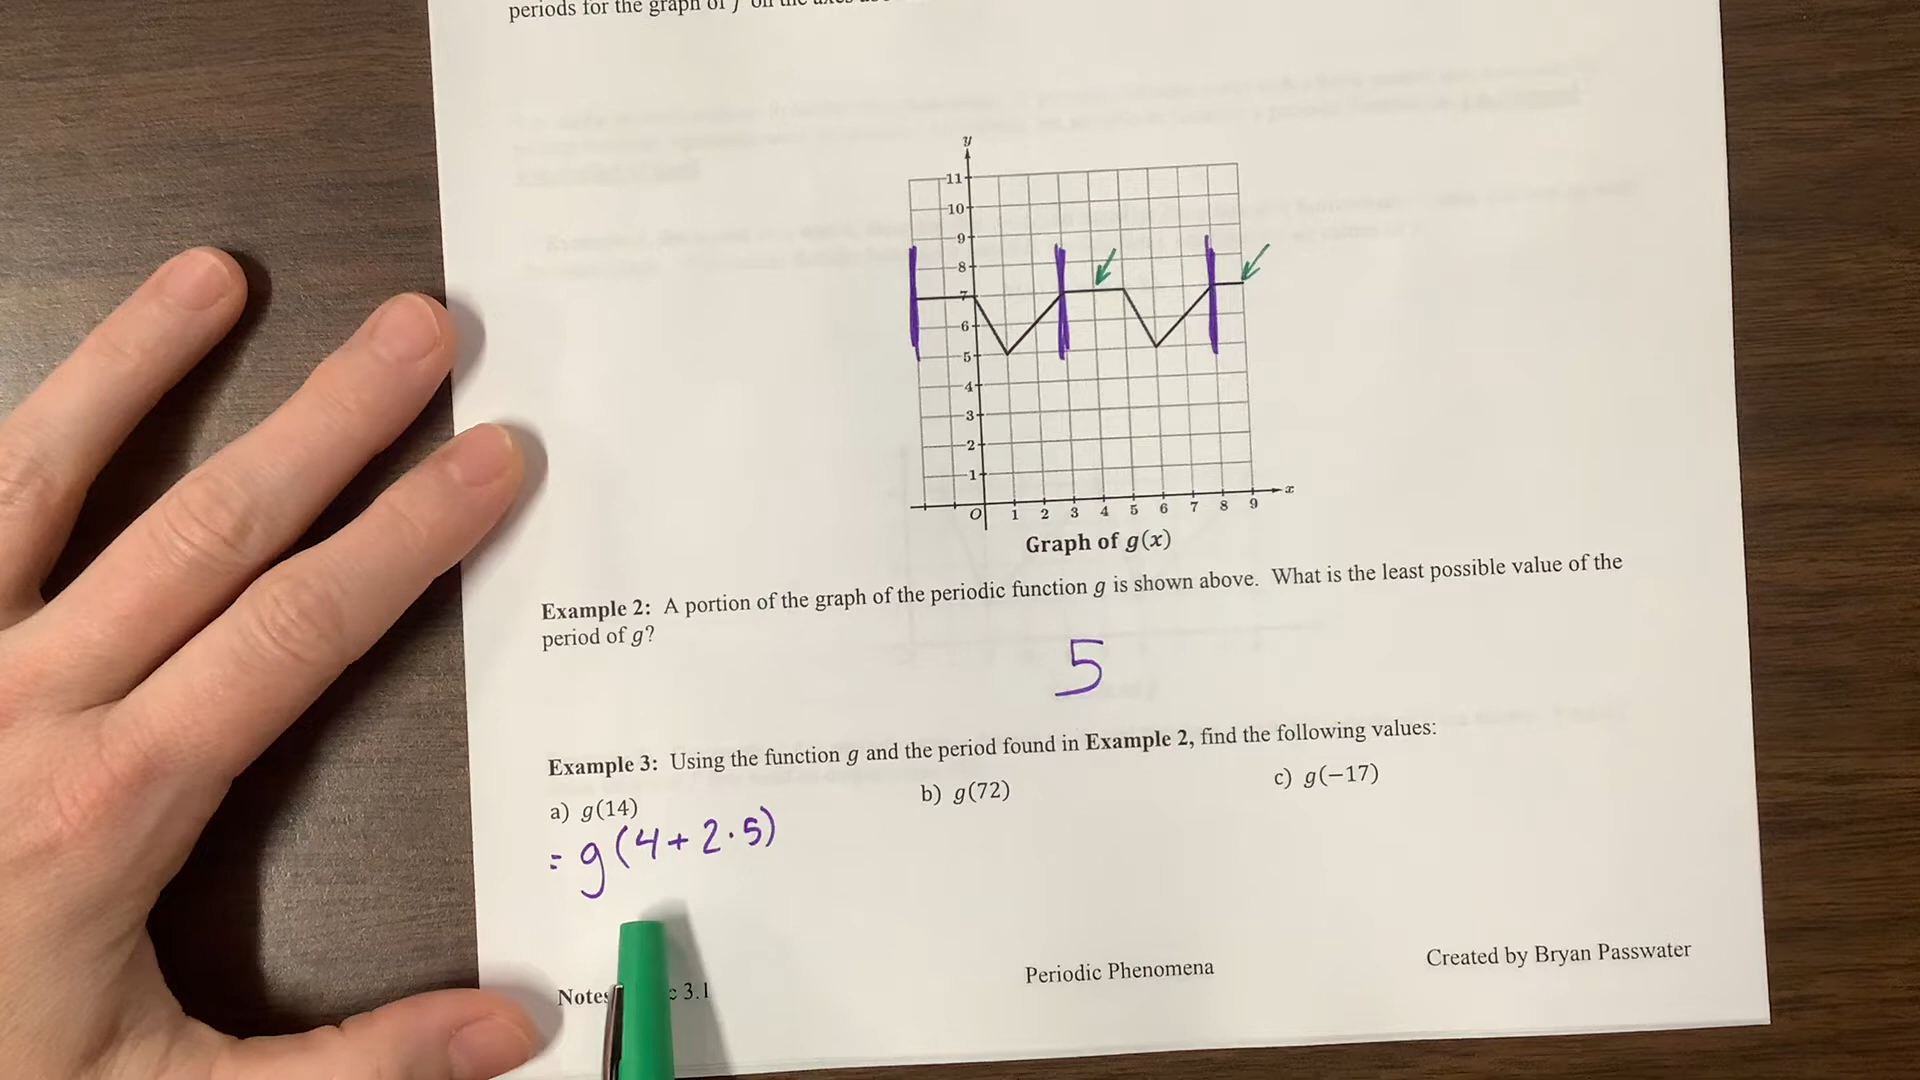 periods for the graph of f on the axes
y
11
10
9
8
7
6
5
4
3
2
1
O 1 2 3 4 5 6 7 8 9 x
Graph of g(x)
Example 2: A portion of the graph of the periodic function g is shown above. What is the least possible value of the
period of g?
5
Example 3: Using the function g and the period found in Example 2, find the following values:
a) g(14) b) g(72) c) g(−17)
= g(4+2·5)
Notes 3.1 Periodic Phenomena Created by Bryan Passwater